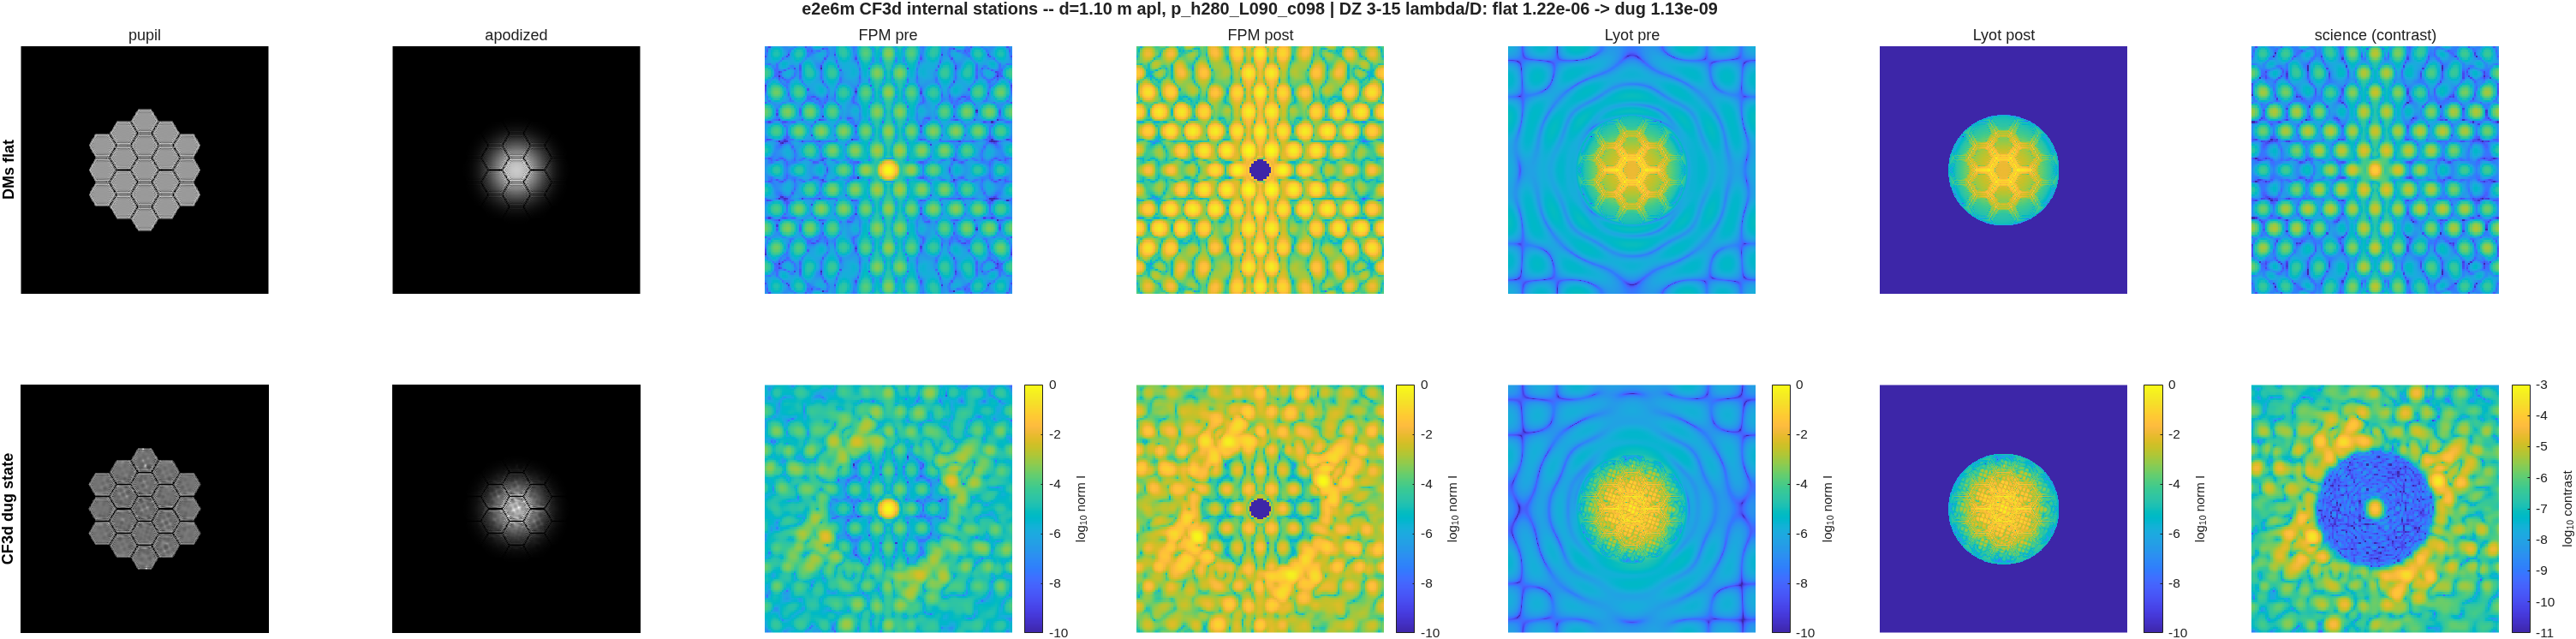 e2e6m CF3d internal stations -- d=1.10 m apl, p_h280_L090_c098 | DZ 3-15 lambda/D: flat 1.22e-06 -> dug 1.13e-09
pupil
apodized
FPM pre
FPM post
Lyot pre
Lyot post
science (contrast)
DMs flat
CF3d dug state
0
-2
-4
-6
-8
-10
log10 norm I
0
-2
-4
-6
-8
-10
log10 norm I
0
-2
-4
-6
-8
-10
log10 norm I
0
-2
-4
-6
-8
-10
log10 norm I
-3
-4
-5
-6
-7
-8
-9
-10
-11
log10 contrast